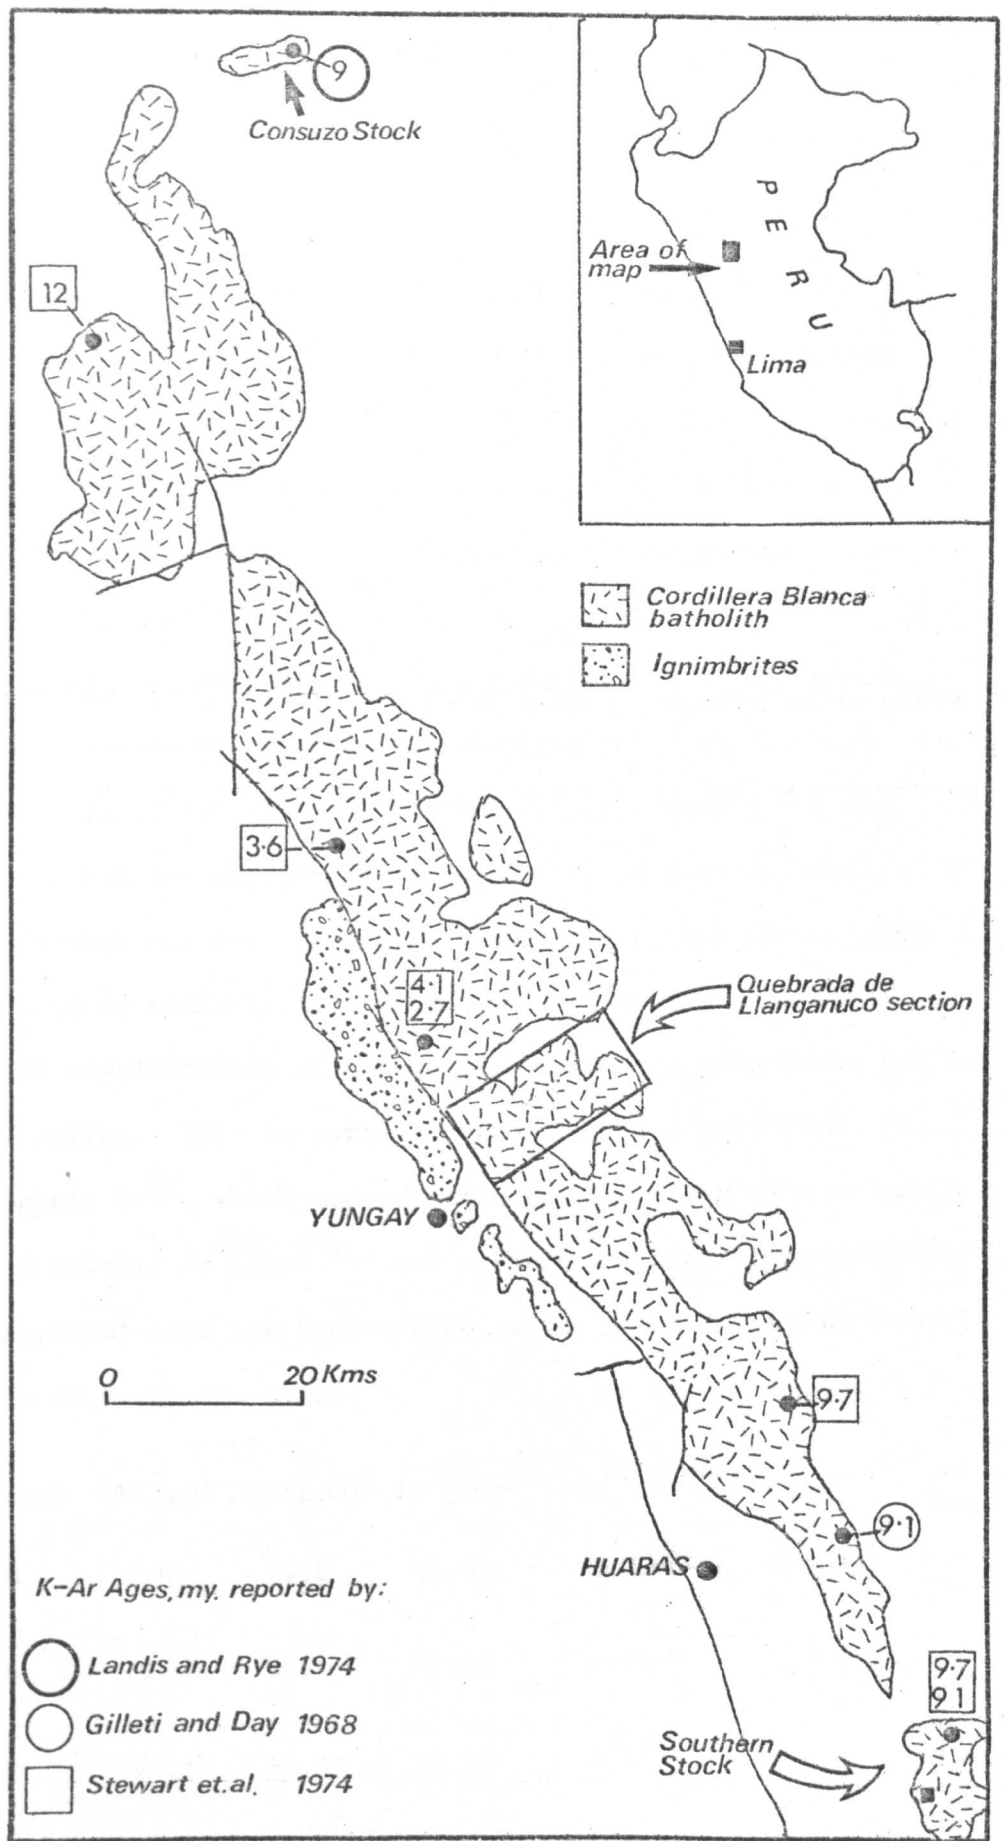 9
Consuzo Stock
12
PERU
Area of
map
Lima
Cordillera Blanca
batholith
Ignimbrites
3·6
4·1
2·7
Quebrada de
Llanganuco section
YUNGAY
0 20 Kms
9·7
9·1
HUARAS
K-Ar Ages, my. reported by:
Landis and Rye 1974
Gilleti and Day 1968
Stewart et.al. 1974
9·7
9 1
Southern
Stock